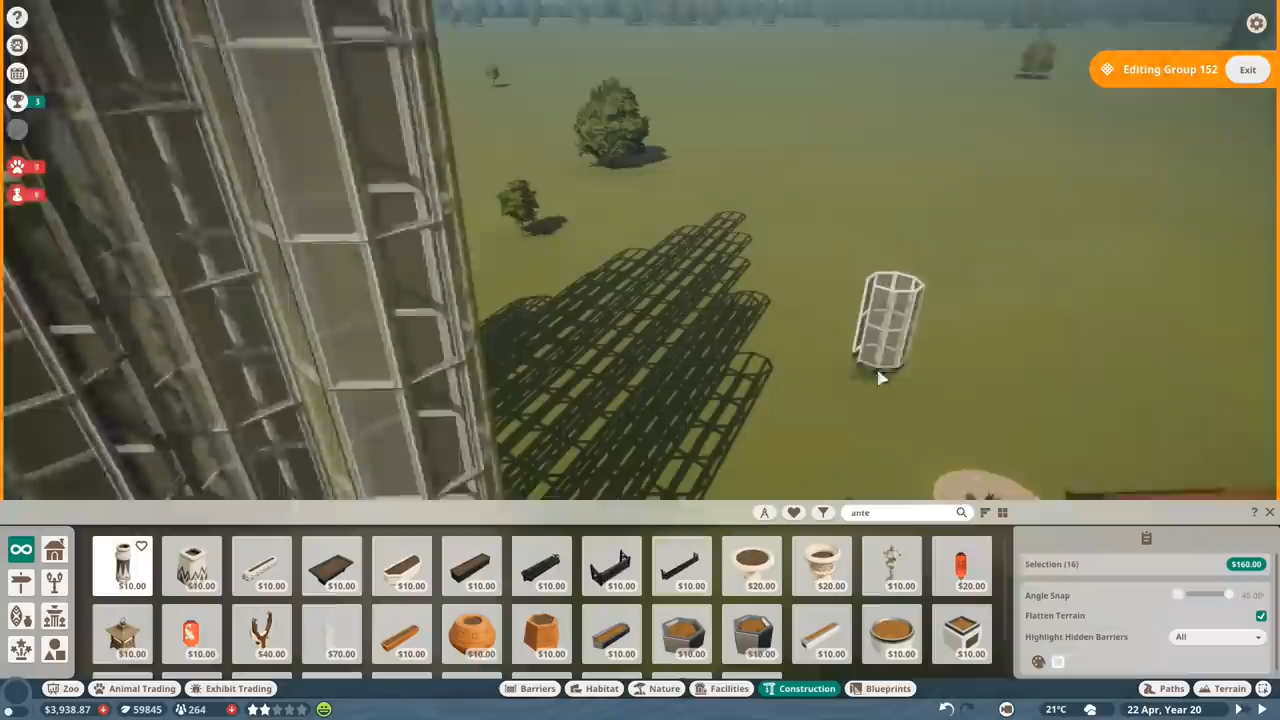 ?
Editing Group 152 Exit
3
8
8
ante
?
$10.00 $40.00 $10.00 $10.00 $10.00 $10.00 $10.00 $10.00 $10.00 $20.00 $20.00 $10.00 $20.00
$10.00 $10.00 $40.00 $70.00 $10.00 $10.00 $10.00 $10.00 $10.00 $10.00 $10.00 $10.00 $10.00
Selection (16) $160.00
Angle Snap 45.00°
Flatten Terrain
Highlight Hidden Barriers All
Zoo Animal Trading Exhibit Trading Barriers Habitat Nature Facilities Construction Blueprints Paths Terrain
$3,938.87 59845 264 21°C 22 Apr, Year 20